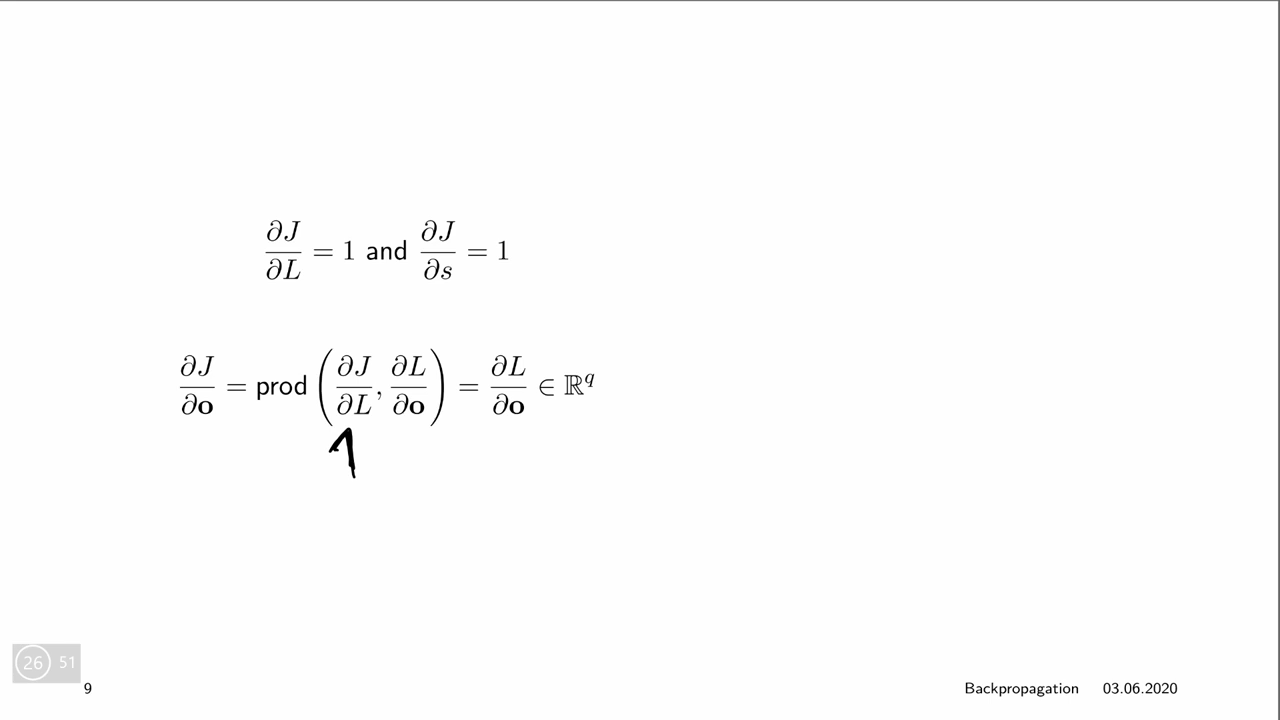 ∂J/∂L = 1 and ∂J/∂s = 1
∂J/∂𝐨 = prod (∂J/∂L, ∂L/∂𝐨) = ∂L/∂𝐨 ∈ ℝ^q
1
26 51
9
Backpropagation 03.06.2020